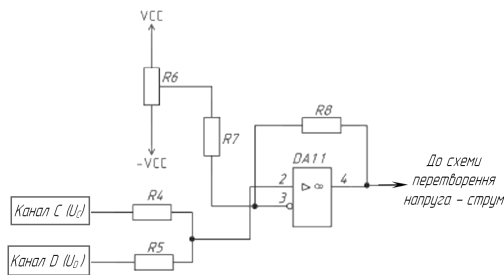 VCC
R6
R7
-VCC
R8
DA1.1
2
3
▷ ∞
4
До схеми
перетворення
напруга – струм
Канал С (UC)
R4
Канал D (UD)
R5